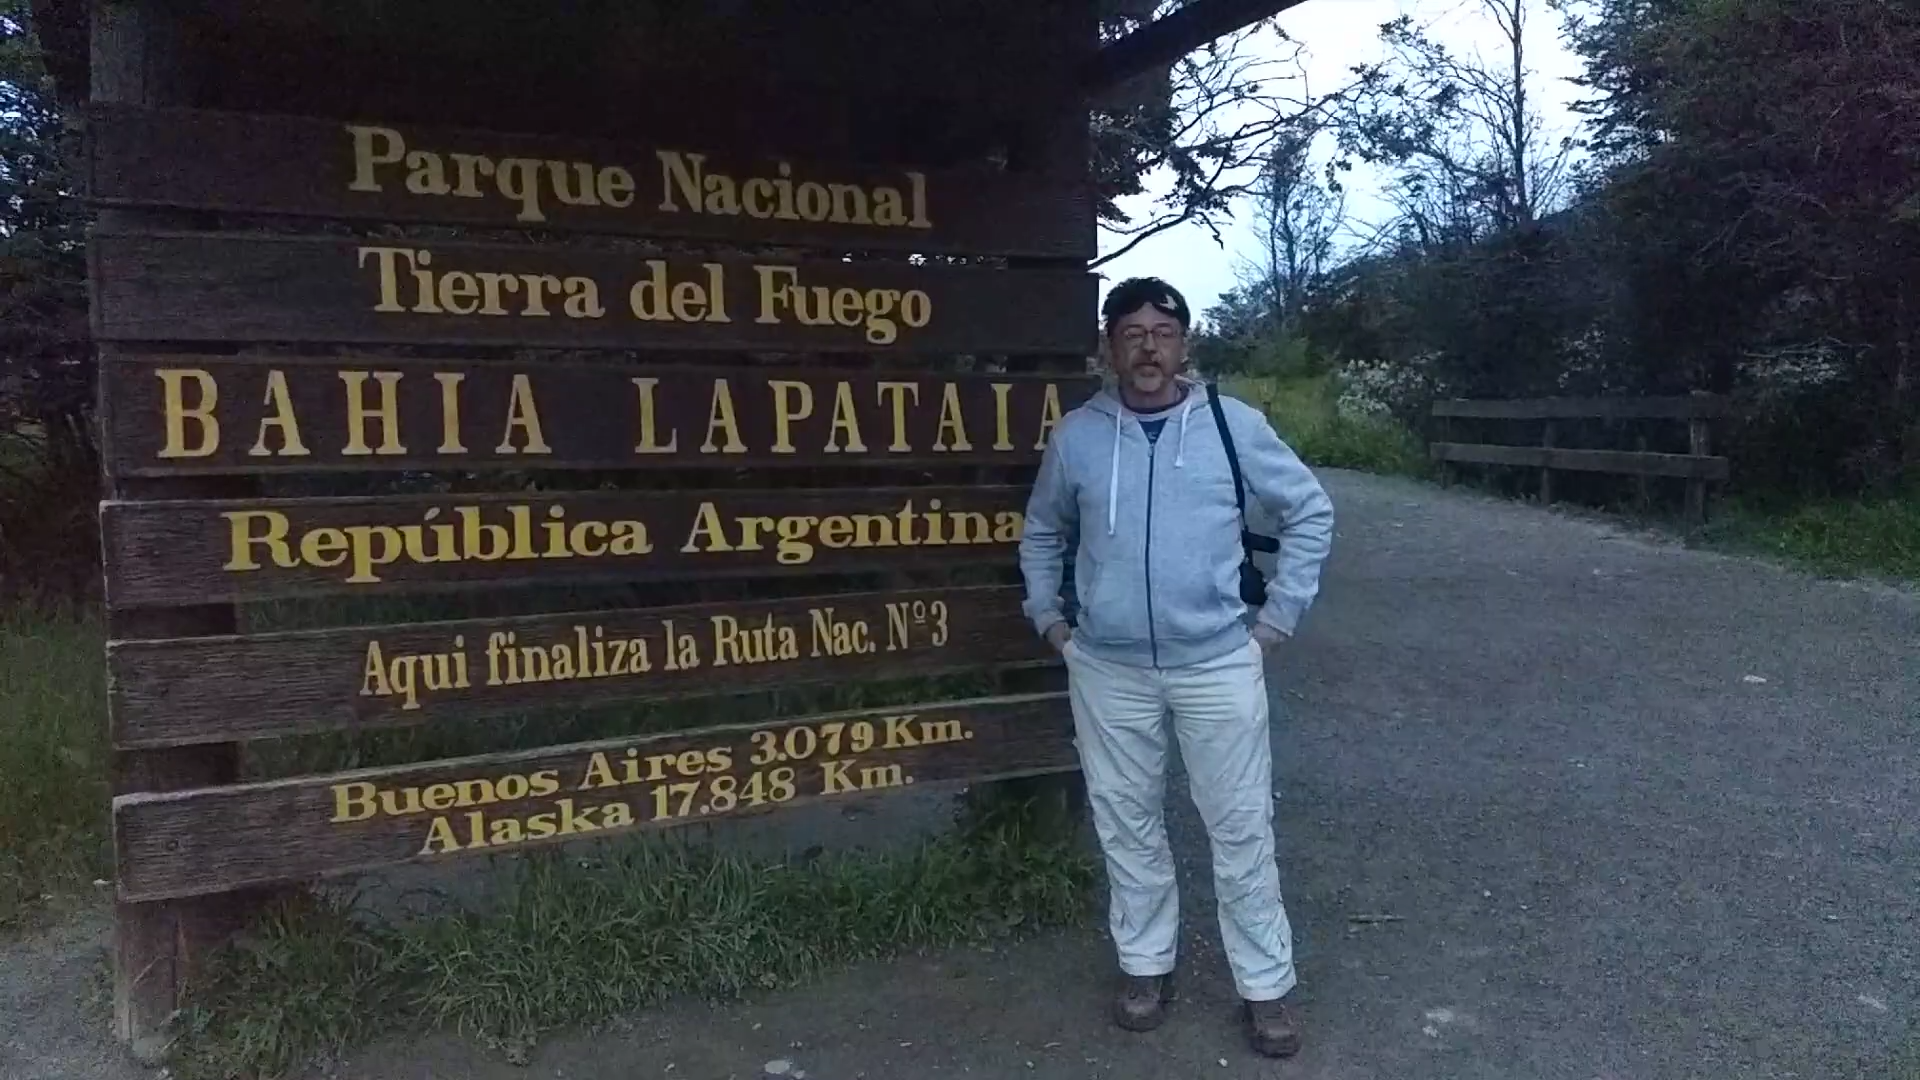 Parque Nacional
Tierra del Fuego
BAHIA LAPATAIA
República Argentina
Aqui finaliza la Ruta Nac. Nº3
Buenos Aires 3.079 Km.
Alaska 17.848 Km.